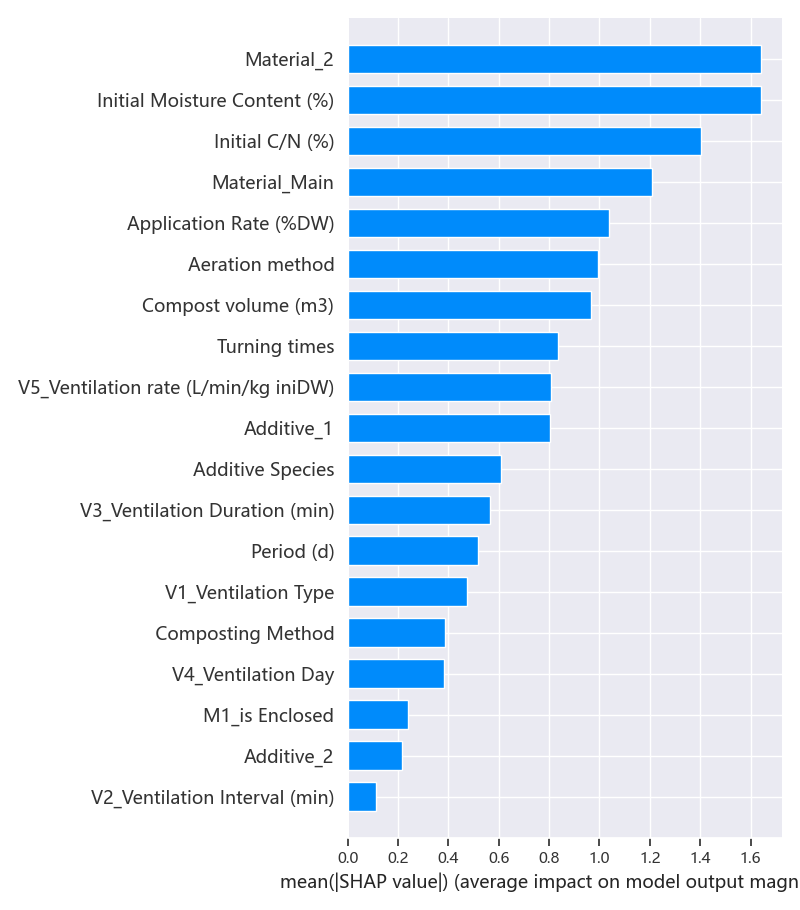 Material_2
Initial Moisture Content (%)
Initial C/N (%)
Material_Main
Application Rate (%DW)
Aeration method
Compost volume (m3)
Turning times
V5_Ventilation rate (L/min/kg iniDW)
Additive_1
Additive Species
V3_Ventilation Duration (min)
Period (d)
V1_Ventilation Type
Composting Method
V4_Ventilation Day
M1_is Enclosed
Additive_2
V2_Ventilation Interval (min)
0.0 0.2 0.4 0.6 0.8 1.0 1.2 1.4 1.6
mean(|SHAP value|) (average impact on model output magn